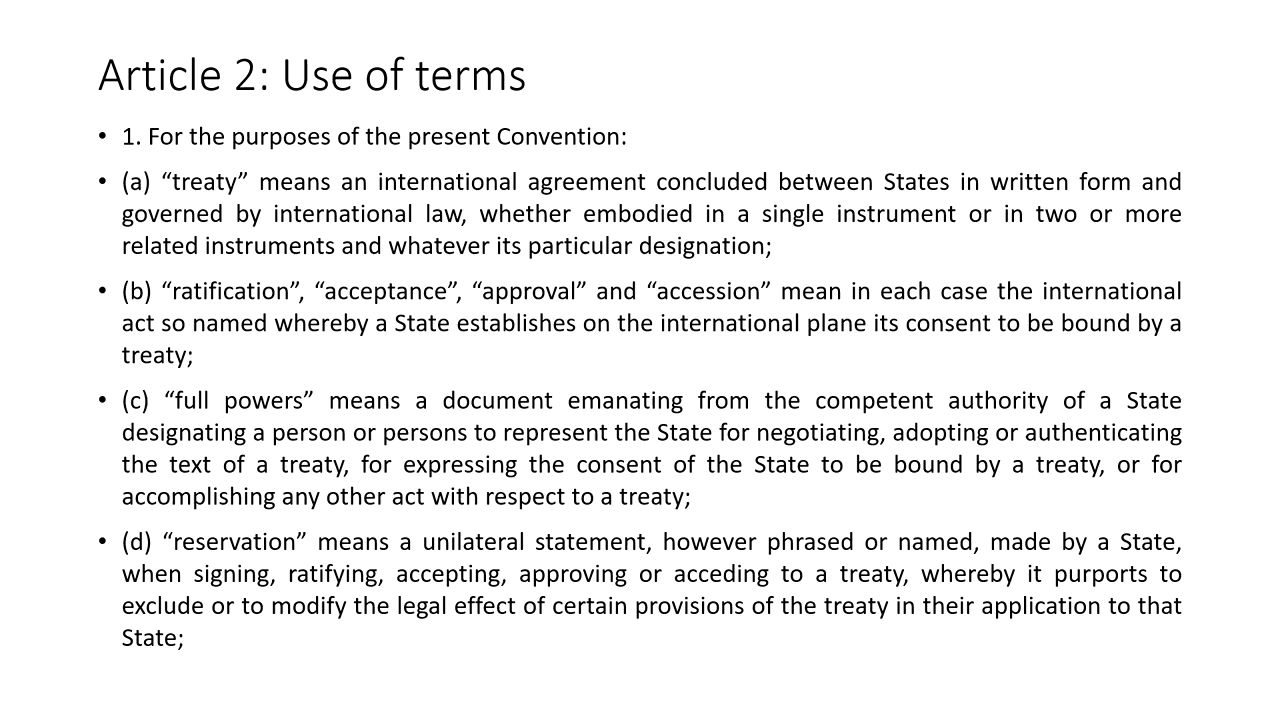 Article 2: Use of terms
• 1. For the purposes of the present Convention:
• (a) “treaty” means an international agreement concluded between States in written form and
governed by international law, whether embodied in a single instrument or in two or more
related instruments and whatever its particular designation;
• (b) “ratification”, “acceptance”, “approval” and “accession” mean in each case the international
act so named whereby a State establishes on the international plane its consent to be bound by a
treaty;
• (c) “full powers” means a document emanating from the competent authority of a State
designating a person or persons to represent the State for negotiating, adopting or authenticating
the text of a treaty, for expressing the consent of the State to be bound by a treaty, or for
accomplishing any other act with respect to a treaty;
• (d) “reservation” means a unilateral statement, however phrased or named, made by a State,
when signing, ratifying, accepting, approving or acceding to a treaty, whereby it purports to
exclude or to modify the legal effect of certain provisions of the treaty in their application to that
State;